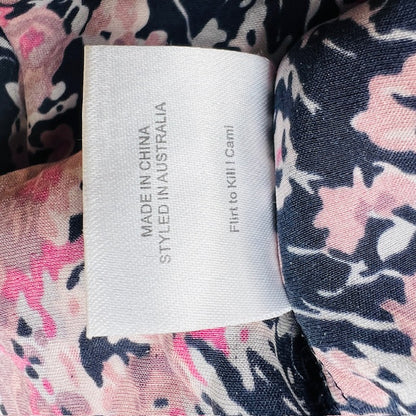 MADE IN CHINA
STYLED IN AUSTRALIA
Flirt to Kill ! Cami